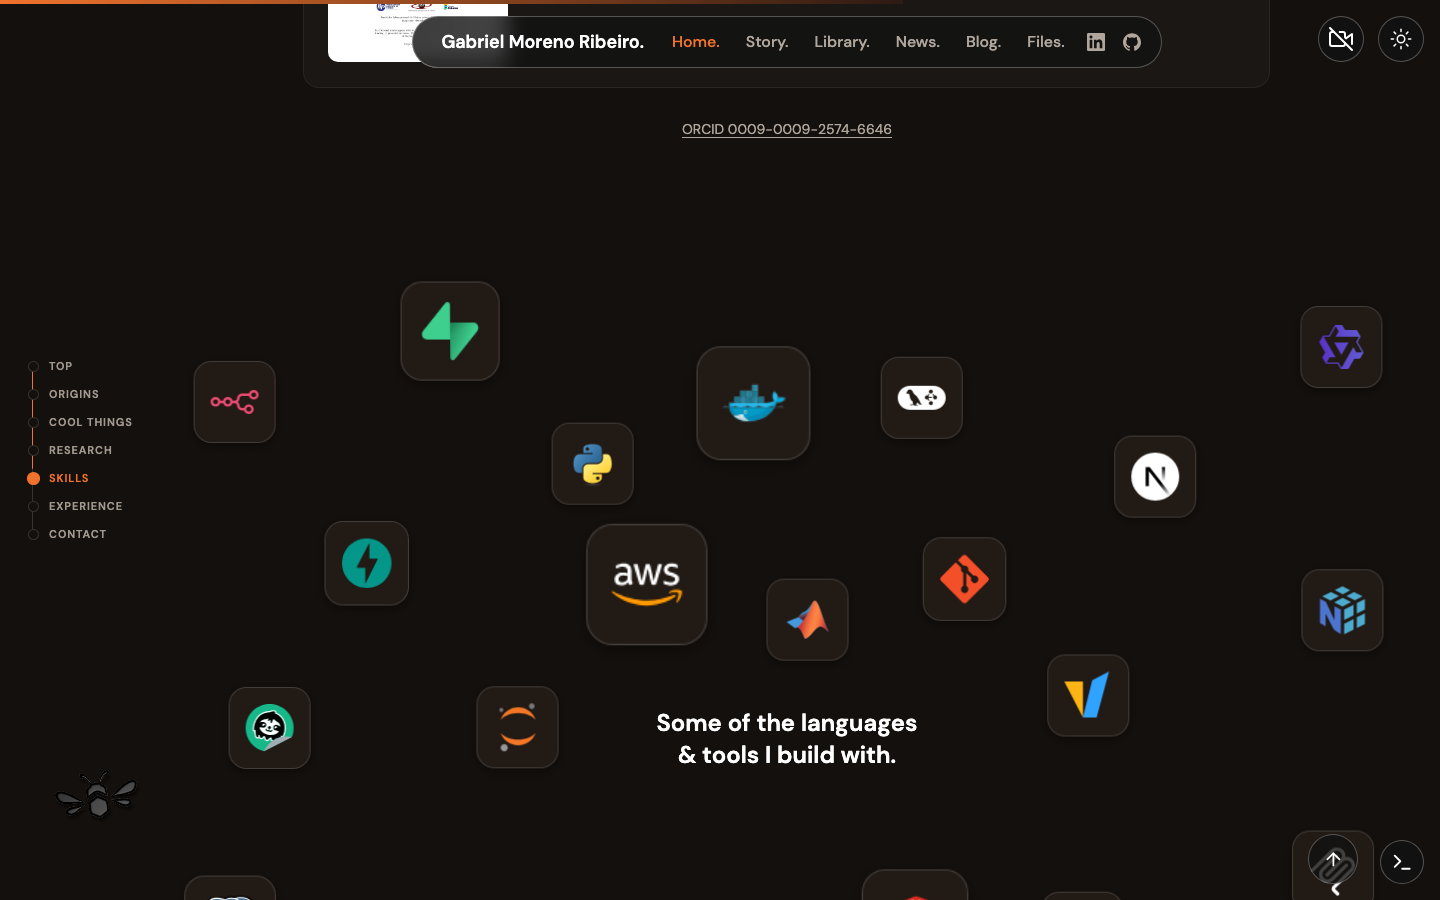 Gabriel Moreno Ribeiro. Home. Story. Library. News. Blog. Files.
ORCID 0009-0009-2574-6646
TOP
ORIGINS
COOL THINGS
RESEARCH
SKILLS
EXPERIENCE
CONTACT
aws
Some of the languages
& tools I build with.